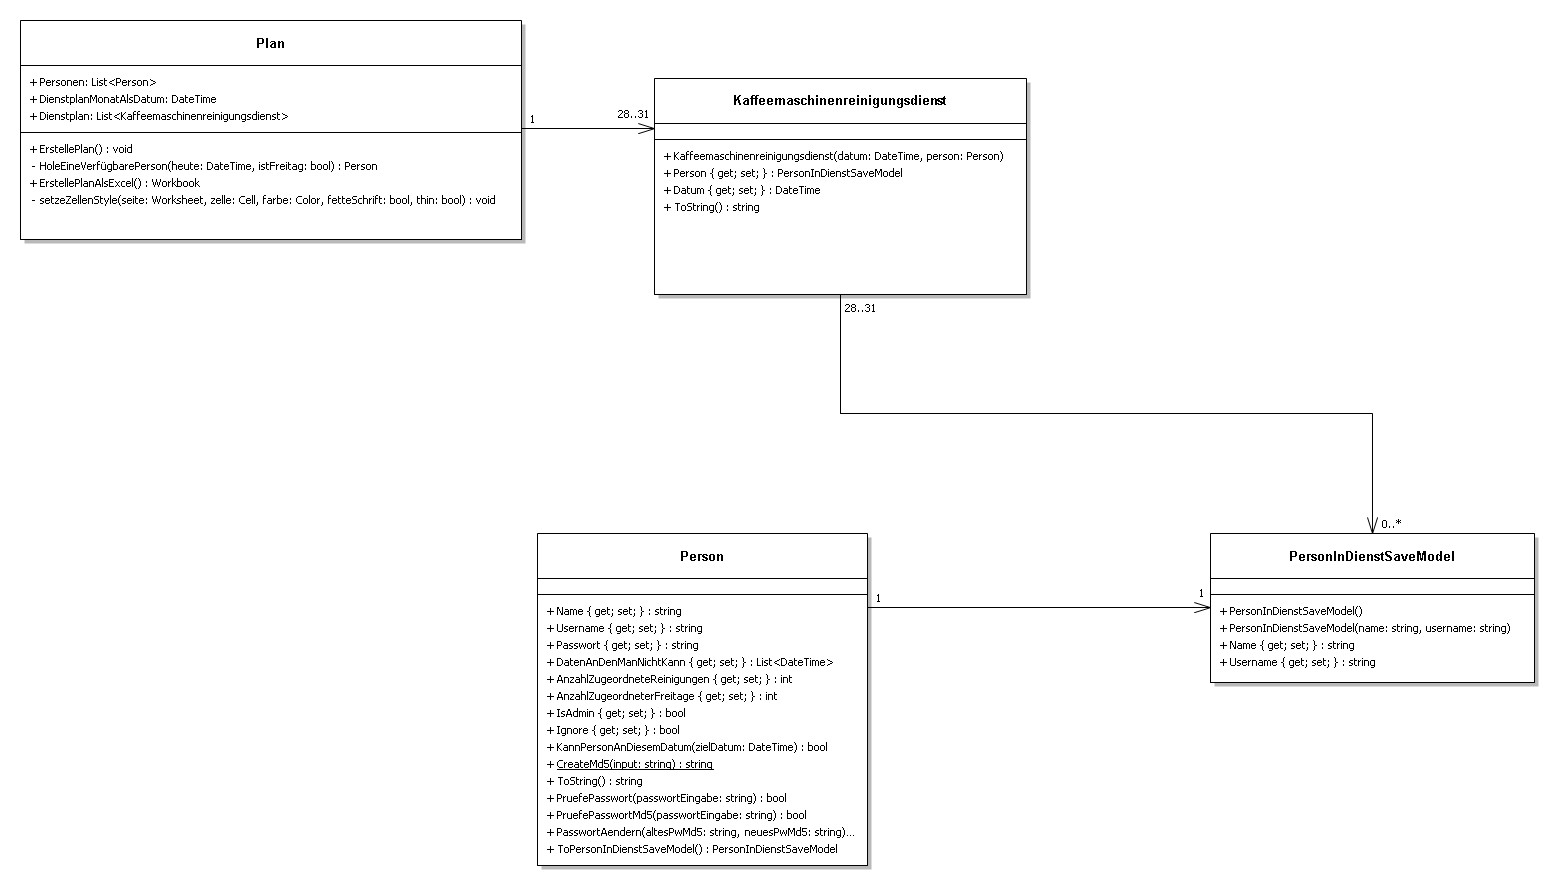 Plan
+ Personen: List<Person>
+ DienstplanMonatAlsDatum: DateTime
+ Dienstplan: List<Kaffeemaschinenreinigungsdienst>
+ ErstellePlan() : void
- HoleEineVerfügbarePerson(heute: DateTime, istFreitag: bool) : Person
+ ErstellePlanAlsExcel() : Workbook
- setzeZellenStyle(seite: Worksheet, zelle: Cell, farbe: Color, fetteSchrift: bool, thin: bool) : void
1
28..31
Kaffeemaschinenreinigungsdienst
+ Kaffeemaschinenreinigungsdienst(datum: DateTime, person: Person)
+ Person { get; set; } : PersonInDienstSaveModel
+ Datum { get; set; } : DateTime
+ ToString() : string
28..31
0..*
Person
+ Name { get; set; } : string
+ Username { get; set; } : string
+ Passwort { get; set; } : string
+ DatenAnDenManNichtKann { get; set; } : List<DateTime>
+ AnzahlZugeordneteReinigungen { get; set; } : int
+ AnzahlZugeordneterFreitage { get; set; } : int
+ IsAdmin { get; set; } : bool
+ Ignore { get; set; } : bool
+ KannPersonAnDiesemDatum(zielDatum: DateTime) : bool
+ CreateMd5(input: string) : string
+ ToString() : string
+ PruefePasswort(passwortEingabe: string) : bool
+ PruefePasswortMd5(passwortEingabe: string) : bool
+ PasswortAendern(altesPwMd5: string, neuesPwMd5: string)...
+ ToPersonInDienstSaveModel() : PersonInDienstSaveModel
1
1
PersonInDienstSaveModel
+ PersonInDienstSaveModel()
+ PersonInDienstSaveModel(name: string, username: string)
+ Name { get; set; } : string
+ Username { get; set; } : string